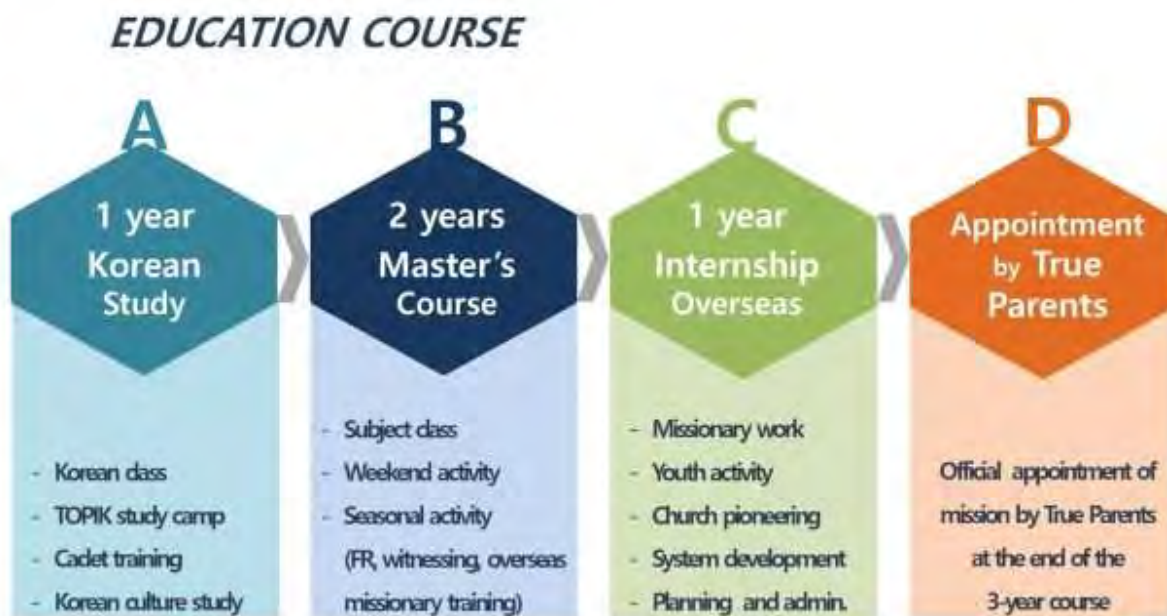 EDUCATION COURSE
A
1 year
Korean
Study
- Korean class
- TOPIK study camp
- Cadet training
- Korean culture study
B
2 years
Master's
Course
- Subject class
- Weekend activity
- Seasonal activity
(FR, witnessing, overseas
missionary training)
C
1 year
Internship
Overseas
- Missionary work
- Youth activity
- Church pioneering
- System development
- Planning and admin.
D
Appointment
by True
Parents
Official appointment of
mission by True Parents
at the end of the
3-year course